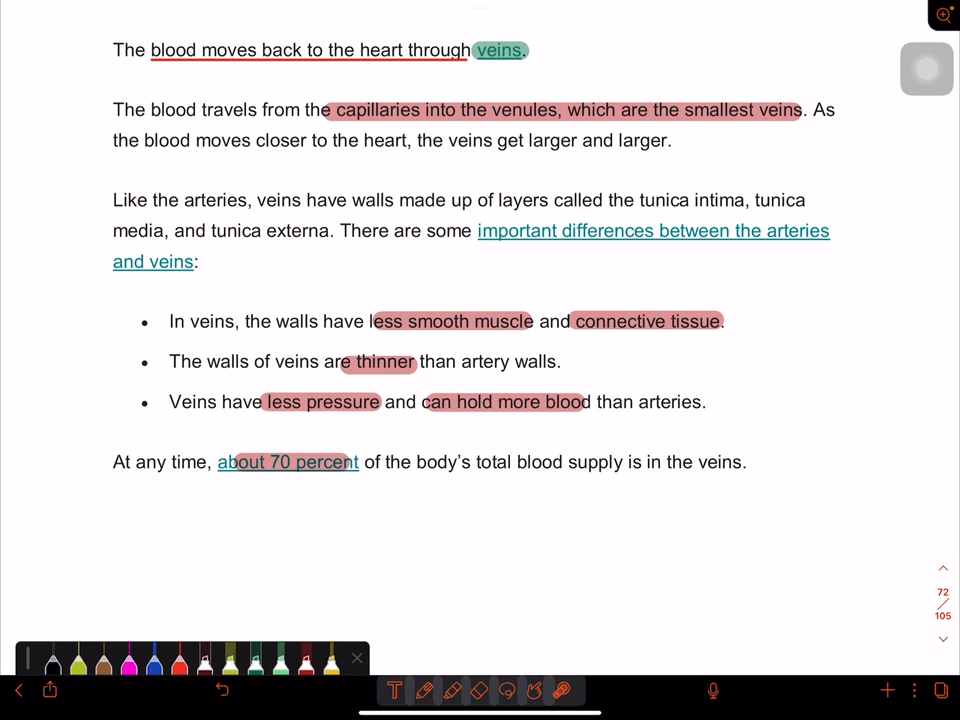 The blood moves back to the heart through veins.
The blood travels from the capillaries into the venules, which are the smallest veins. As
the blood moves closer to the heart, the veins get larger and larger.
Like the arteries, veins have walls made up of layers called the tunica intima, tunica
media, and tunica externa. There are some important differences between the arteries
and veins:
• In veins, the walls have less smooth muscle and connective tissue.
• The walls of veins are thinner than artery walls.
• Veins have less pressure and can hold more blood than arteries.
At any time, about 70 percent of the body’s total blood supply is in the veins.
72
105